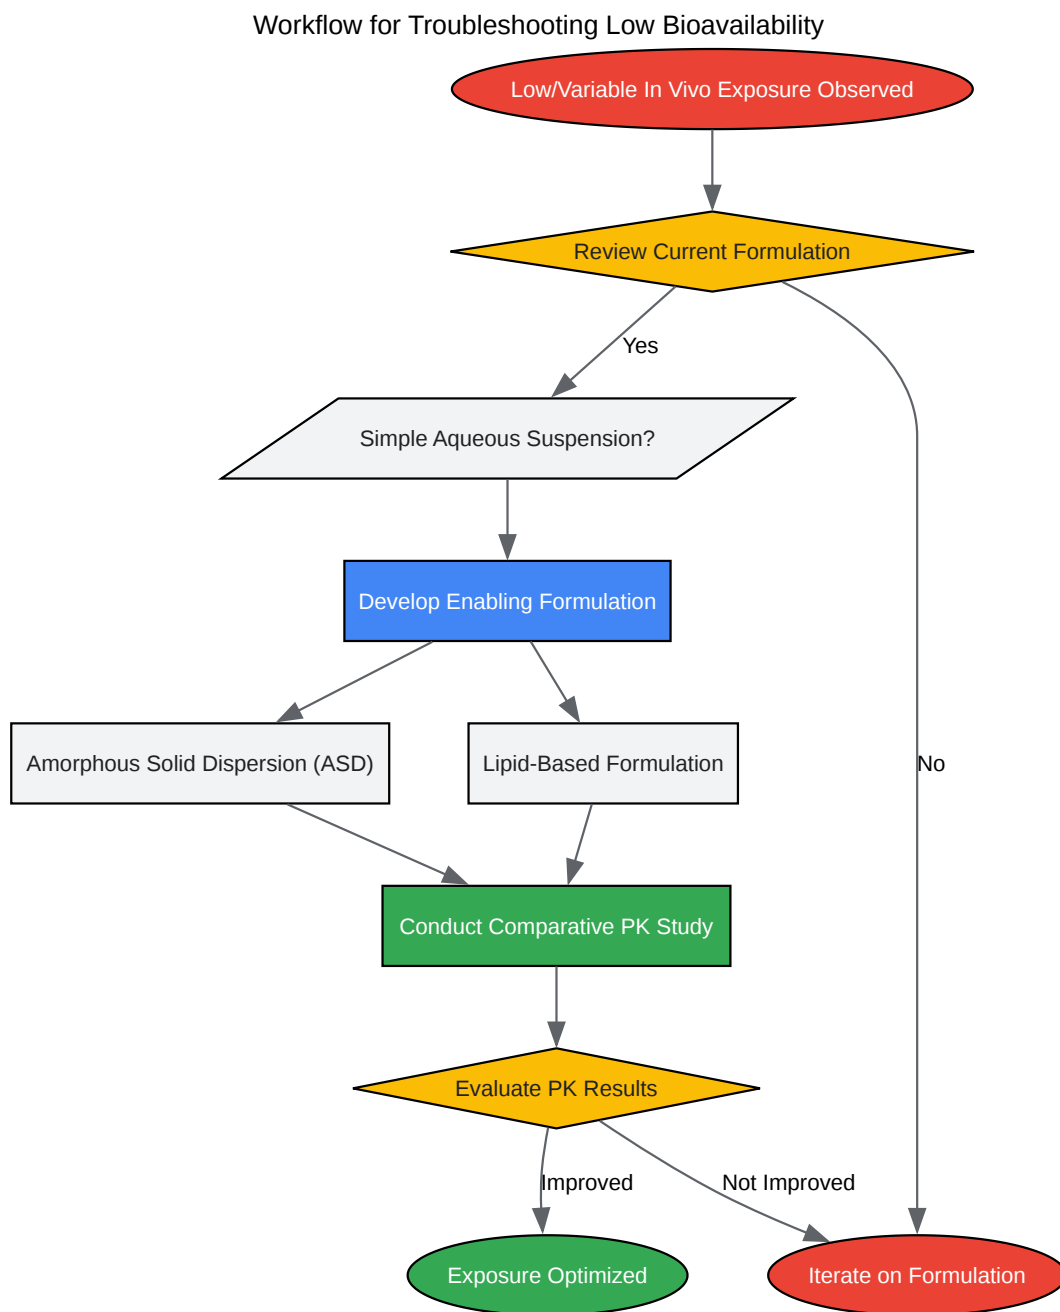 Workflow for Troubleshooting Low Bioavailability
Low/Variable In Vivo Exposure Observed
Review Current Formulation
Yes
Simple Aqueous Suspension?
Develop Enabling Formulation
Amorphous Solid Dispersion (ASD)
Lipid-Based Formulation
No
Conduct Comparative PK Study
Evaluate PK Results
Improved
Not Improved
Exposure Optimized
Iterate on Formulation